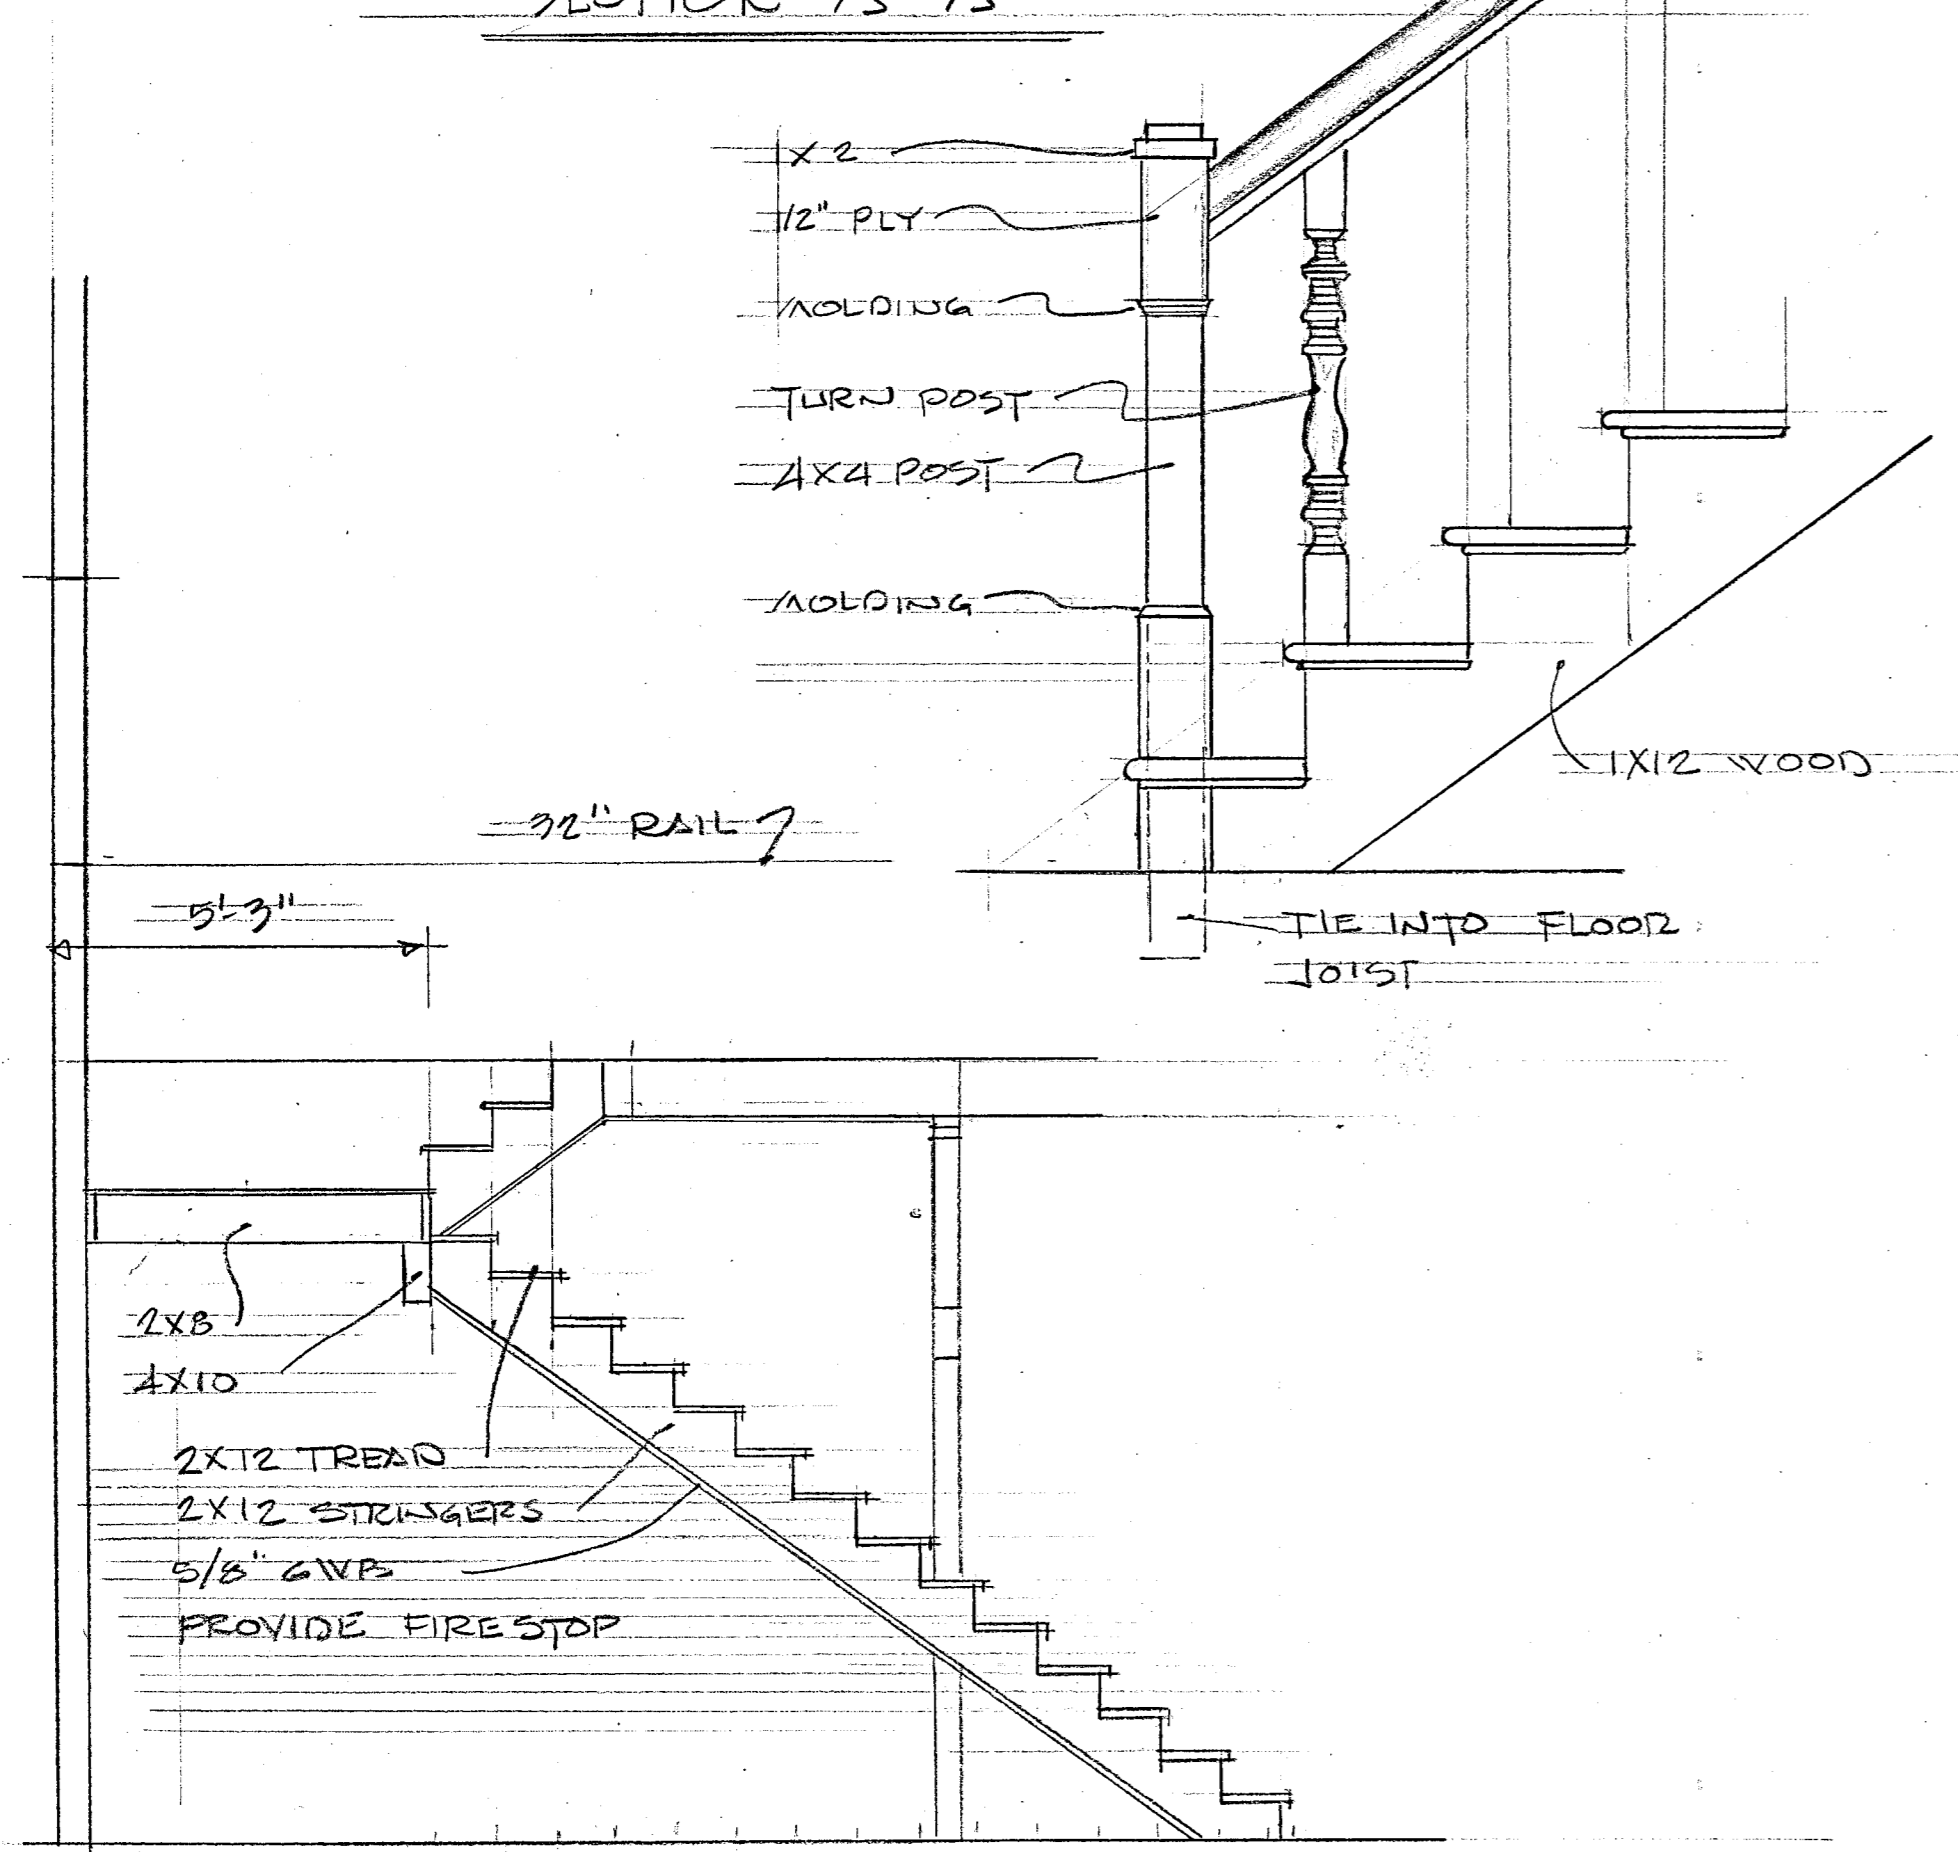 SECTION B-B
1X2
1/2" PLY
MOLDING
TURN POST
4X4 POST
MOLDING
1X12 WOOD
32" RAIL
5'-3"
TIE INTO FLOOR
JOIST
2X8
4X10
2X12 TREAD
2X12 STRINGERS
5/8" GWB
PROVIDE FIRESTOP